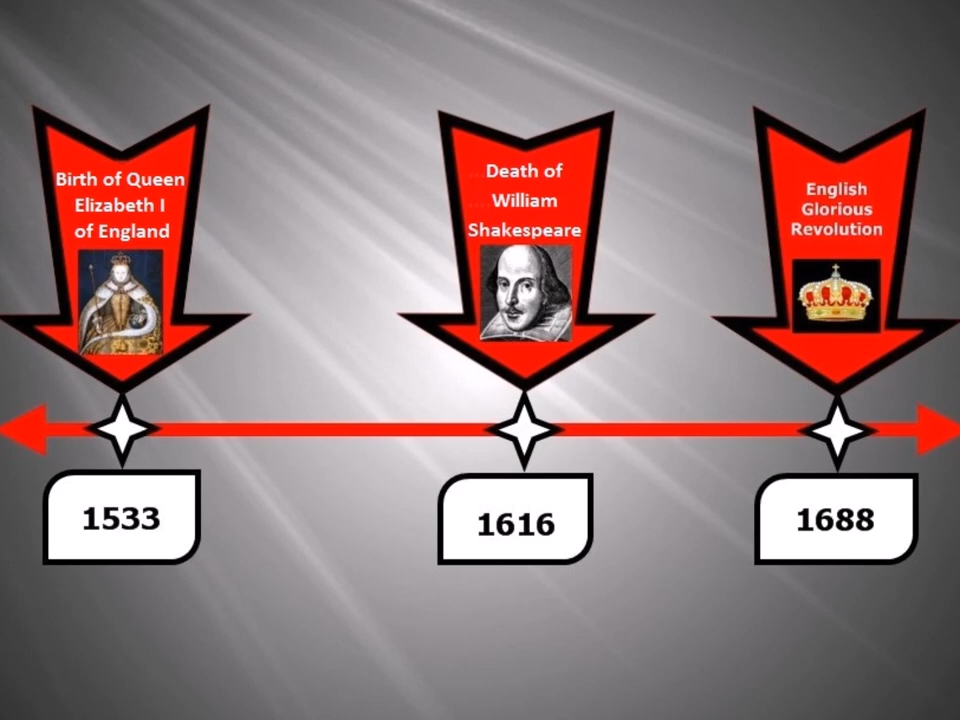 Birth of Queen
Elizabeth I
of England
Death of
William
Shakespeare
English
Glorious
Revolution
1533
1616
1688